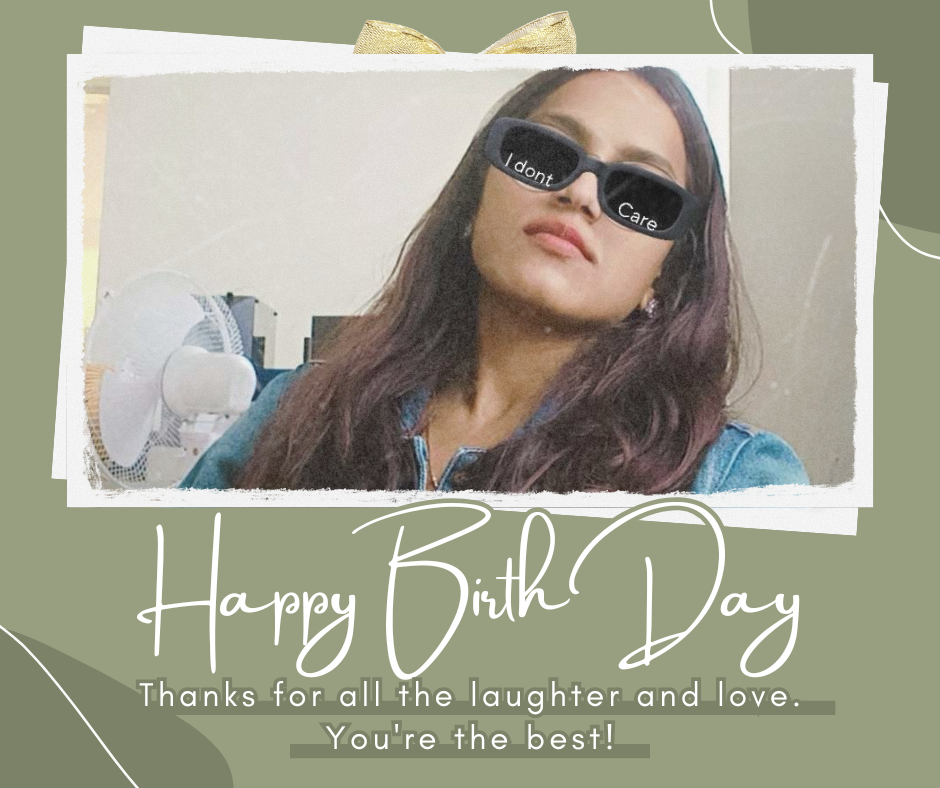 I dont
Care
Happy Birth Day
Thanks for all the laughter and love.
You're the best!